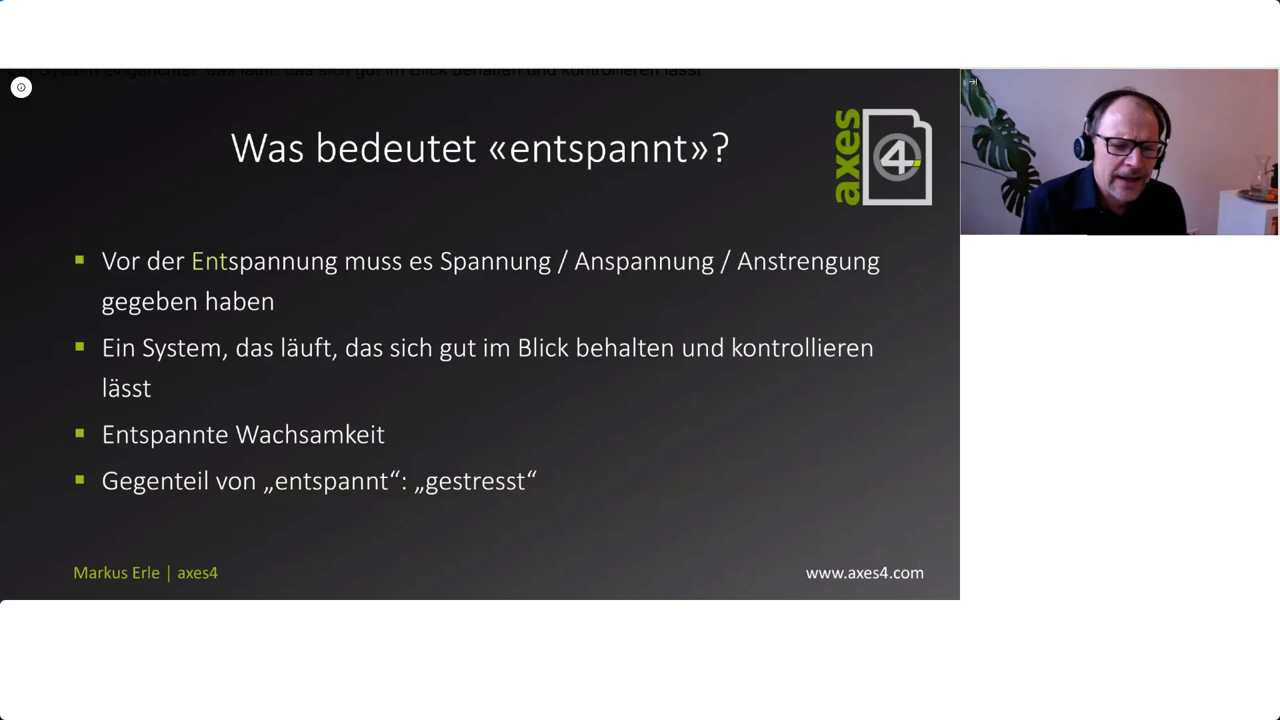 Was bedeutet «entspannt»?
axes
4
Vor der Entspannung muss es Spannung / Anspannung / Anstrengung
gegeben haben
Ein System, das läuft, das sich gut im Blick behalten und kontrollieren
lässt
Entspannte Wachsamkeit
Gegenteil von „entspannt“: „gestresst“
Markus Erle | axes4
www.axes4.com